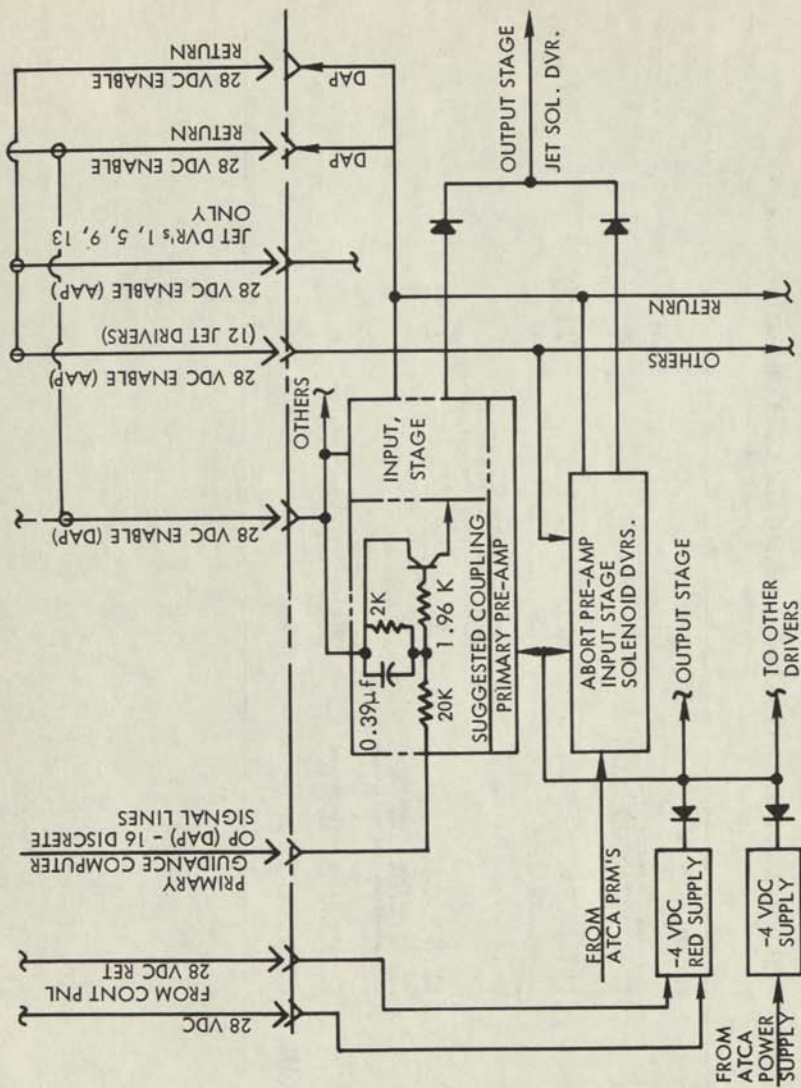 28 VDC
FROM CONT PNL
28 VDC RET
PRIMARY
GUIDANCE COMPUTER
OP (DAP) - 16 DISCRETE
SIGNAL LINES
28 VDC ENABLE (DAP)
28 VDC ENABLE (AAP)
(12 JET DRIVERS)
28 VDC ENABLE (AAP)
JET DVR's 1, 5, 9, 13
ONLY
28 VDC ENABLE
RETURN
28 VDC ENABLE
RETURN
DAP
DAP
OTHERS
0.39µf
2K
20K
1.96 K
INPUT,
STAGE
SUGGESTED COUPLING
PRIMARY PRE-AMP
OUTPUT STAGE
JET SOL. DVR.
FROM
ATCA PRM'S
ABORT PRE-AMP
INPUT STAGE
SOLENOID DVRS.
OTHERS
RETURN
-4 VDC
RED SUPPLY
OUTPUT STAGE
FROM
ATCA
POWER
SUPPLY
-4 VDC
SUPPLY
TO OTHER
DRIVERS